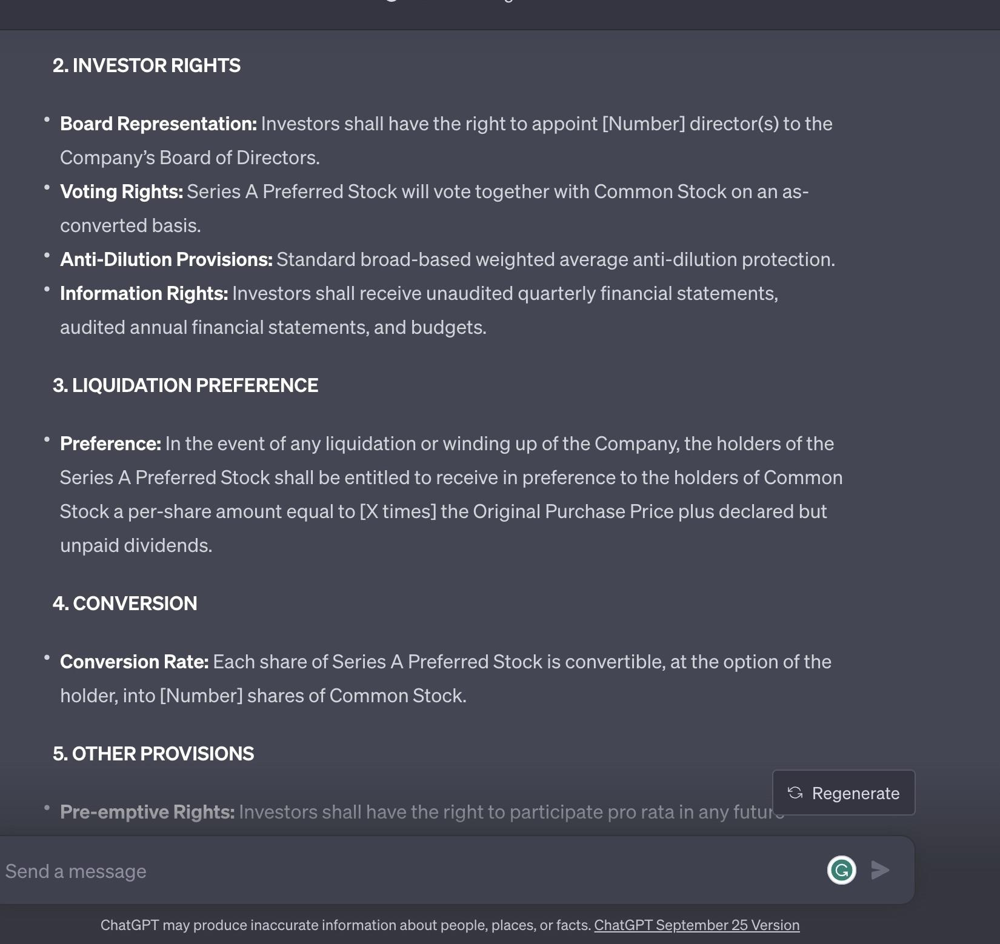 2. INVESTOR RIGHTS
• Board Representation: Investors shall have the right to appoint [Number] director(s) to the
Company’s Board of Directors.
• Voting Rights: Series A Preferred Stock will vote together with Common Stock on an as-
converted basis.
• Anti-Dilution Provisions: Standard broad-based weighted average anti-dilution protection.
• Information Rights: Investors shall receive unaudited quarterly financial statements,
audited annual financial statements, and budgets.
3. LIQUIDATION PREFERENCE
• Preference: In the event of any liquidation or winding up of the Company, the holders of the
Series A Preferred Stock shall be entitled to receive in preference to the holders of Common
Stock a per-share amount equal to [X times] the Original Purchase Price plus declared but
unpaid dividends.
4. CONVERSION
• Conversion Rate: Each share of Series A Preferred Stock is convertible, at the option of the
holder, into [Number] shares of Common Stock.
5. OTHER PROVISIONS
• Pre-emptive Rights: Investors shall have the right to participate pro rata in any future
Regenerate
Send a message
ChatGPT may produce inaccurate information about people, places, or facts. ChatGPT September 25 Version